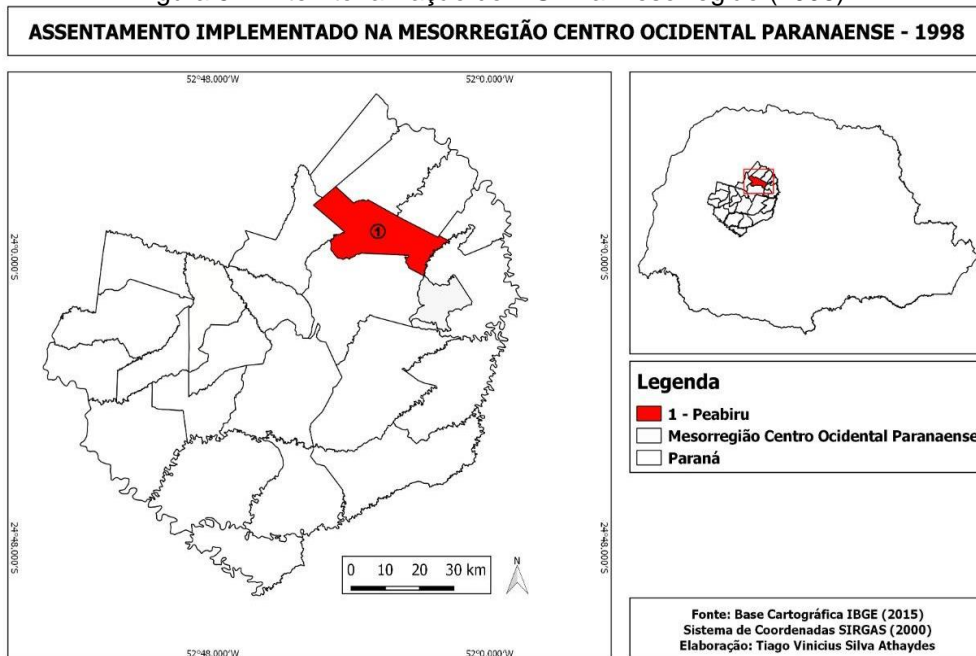 ASSENTAMENTO IMPLEMENTADO NA MESORREGIÃO CENTRO OCIDENTAL PARANAENSE - 1998
52°48.000'W
52°0.000'W
24°0.000'S
24°0.000'S
1
24°48.000'S
24°48.000'S
0 10 20 30 km
N
52°48.000'W
52°0.000'W
Legenda
1 - Peabiru
Mesorregião Centro Ocidental Paranaense
Paraná
Fonte: Base Cartográfica IBGE (2015)
Sistema de Coordenadas SIRGAS (2000)
Elaboração: Tiago Vinicius Silva Athaydes